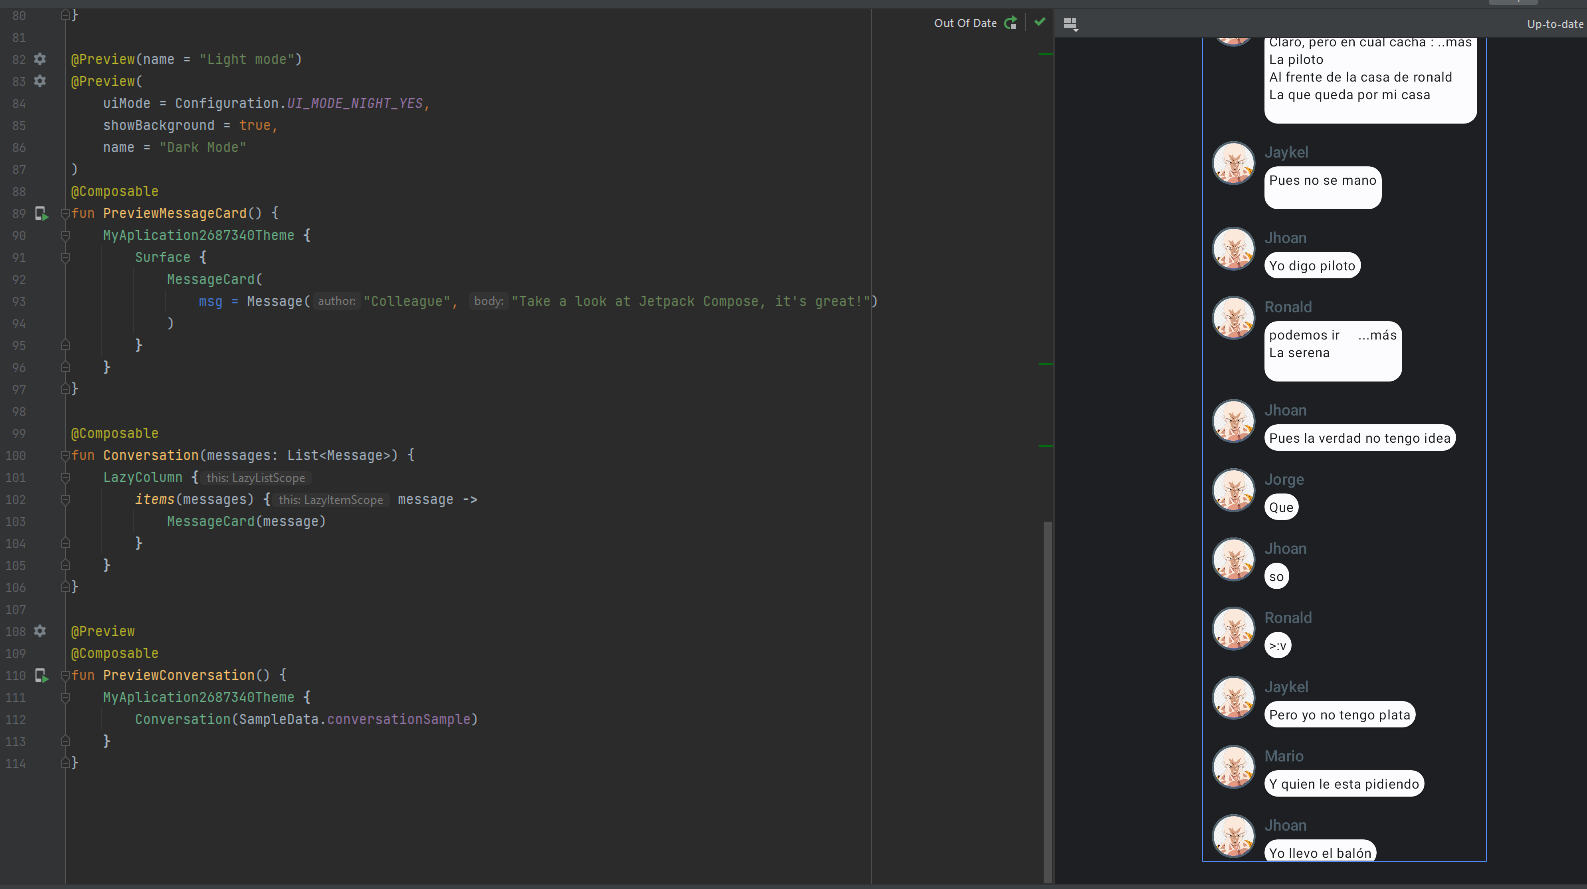 Out Of Date
Up-to-date
80 }
81
82 @Preview(name = "Light mode")
83 @Preview(
84 uiMode = Configuration.UI_MODE_NIGHT_YES,
85 showBackground = true,
86 name = "Dark Mode"
87 )
88 @Composable
89 fun PreviewMessageCard() {
90 MyAplication2687340Theme {
91 Surface {
92 MessageCard(
93 msg = Message( author: "Colleague", body: "Take a look at Jetpack Compose, it's great!")
94 )
95 }
96 }
97 }
98
99 @Composable
100 fun Conversation(messages: List<Message>) {
101 LazyColumn { this: LazyListScope
102 items(messages) { this: LazyItemScope message ->
103 MessageCard(message)
104 }
105 }
106 }
107
108 @Preview
109 @Composable
110 fun PreviewConversation() {
111 MyAplication2687340Theme {
112 Conversation(SampleData.conversationSample)
113 }
114 }
Claro, pero en cual cacha : ..más
La piloto
Al frente de la casa de ronald
La que queda por mi casa
Jaykel
Pues no se mano
Jhoan
Yo digo piloto
Ronald
podemos ir ...más
La serena
Jhoan
Pues la verdad no tengo idea
Jorge
Que
Jhoan
so
Ronald
>:v
Jaykel
Pero yo no tengo plata
Mario
Y quien le esta pidiendo
Jhoan
Yo llevo el balón